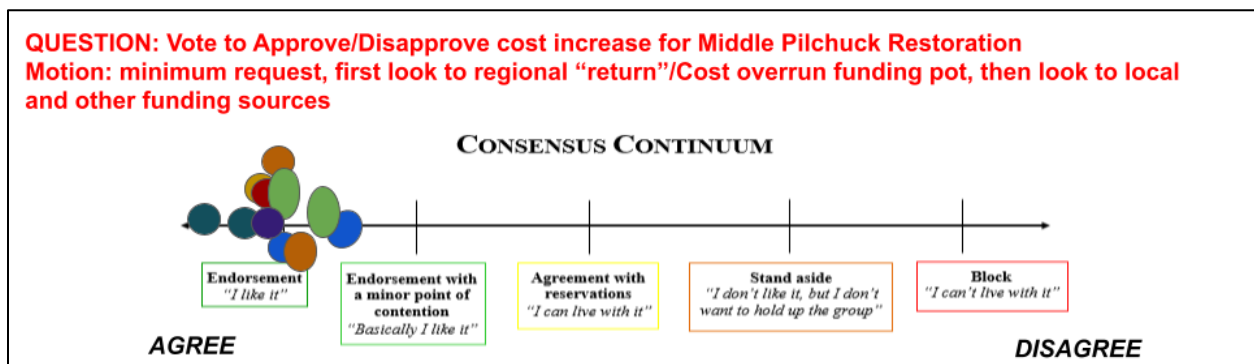 QUESTION: Vote to Approve/Disapprove cost increase for Middle Pilchuck Restoration
Motion: minimum request, first look to regional “return”/Cost overrun funding pot, then look to local
and other funding sources
CONSENSUS CONTINUUM
Endorsement
“I like it”
Endorsement with
a minor point of
contention
“Basically I like it”
Agreement with
reservations
“I can live with it”
Stand aside
“I don’t like it, but I don’t
want to hold up the group”
Block
“I can’t live with it”
AGREE
DISAGREE